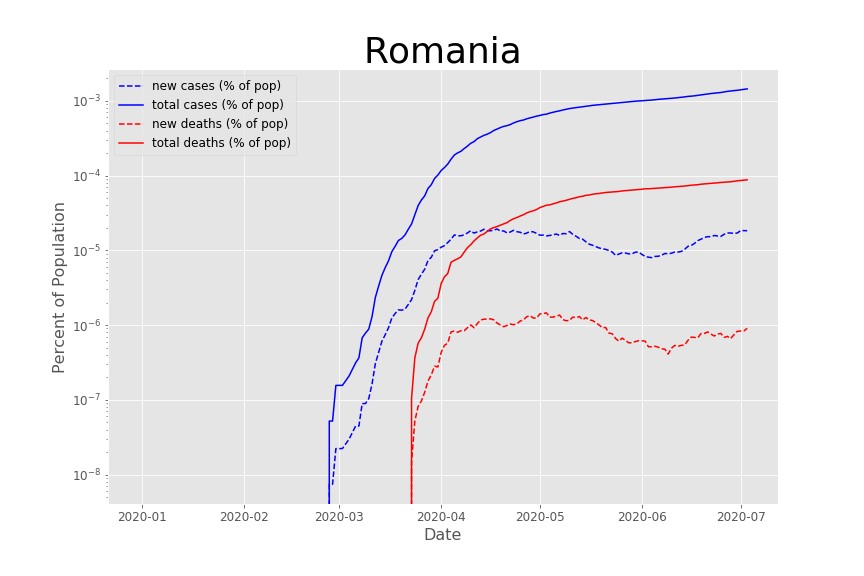 Romania
new cases (% of pop)
total cases (% of pop)
new deaths (% of pop)
total deaths (% of pop)
Percent of Population
10⁻³
10⁻⁴
10⁻⁵
10⁻⁶
10⁻⁷
10⁻⁸
2020-01 2020-02 2020-03 2020-04 2020-05 2020-06 2020-07
Date